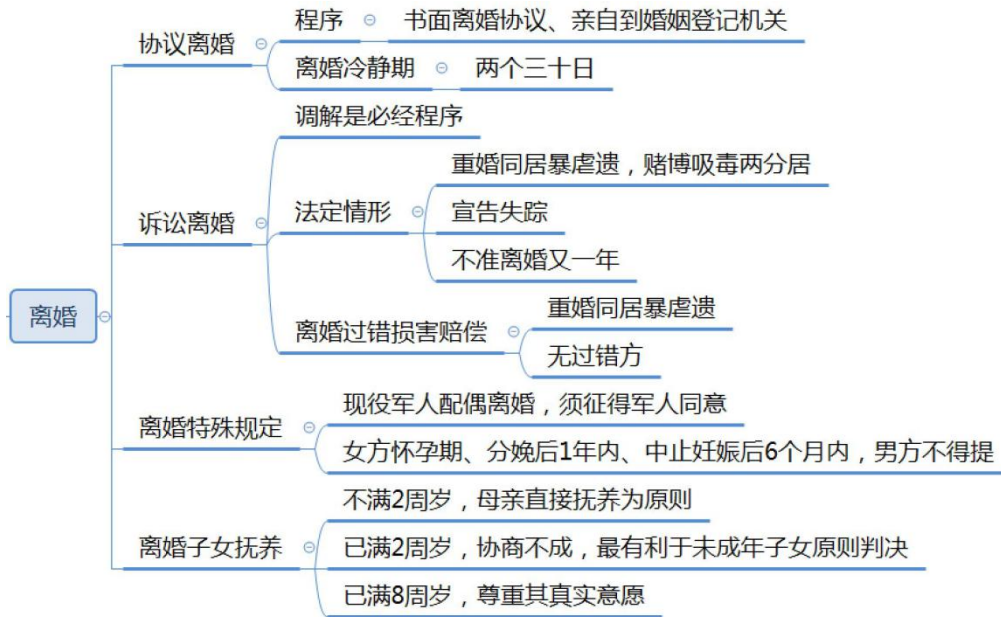 离婚
协议离婚
程序
书面离婚协议、亲自到婚姻登记机关
离婚冷静期
两个三十日
诉讼离婚
调解是必经程序
法定情形
重婚同居暴虐遗，赌博吸毒两分居
宣告失踪
不准离婚又一年
离婚过错损害赔偿
重婚同居暴虐遗
无过错方
离婚特殊规定
现役军人配偶离婚，须征得军人同意
女方怀孕期、分娩后1年内、中止妊娠后6个月内，男方不得提
离婚子女抚养
不满2周岁，母亲直接抚养为原则
已满2周岁，协商不成，最有利于未成年子女原则判决
已满8周岁，尊重其真实意愿